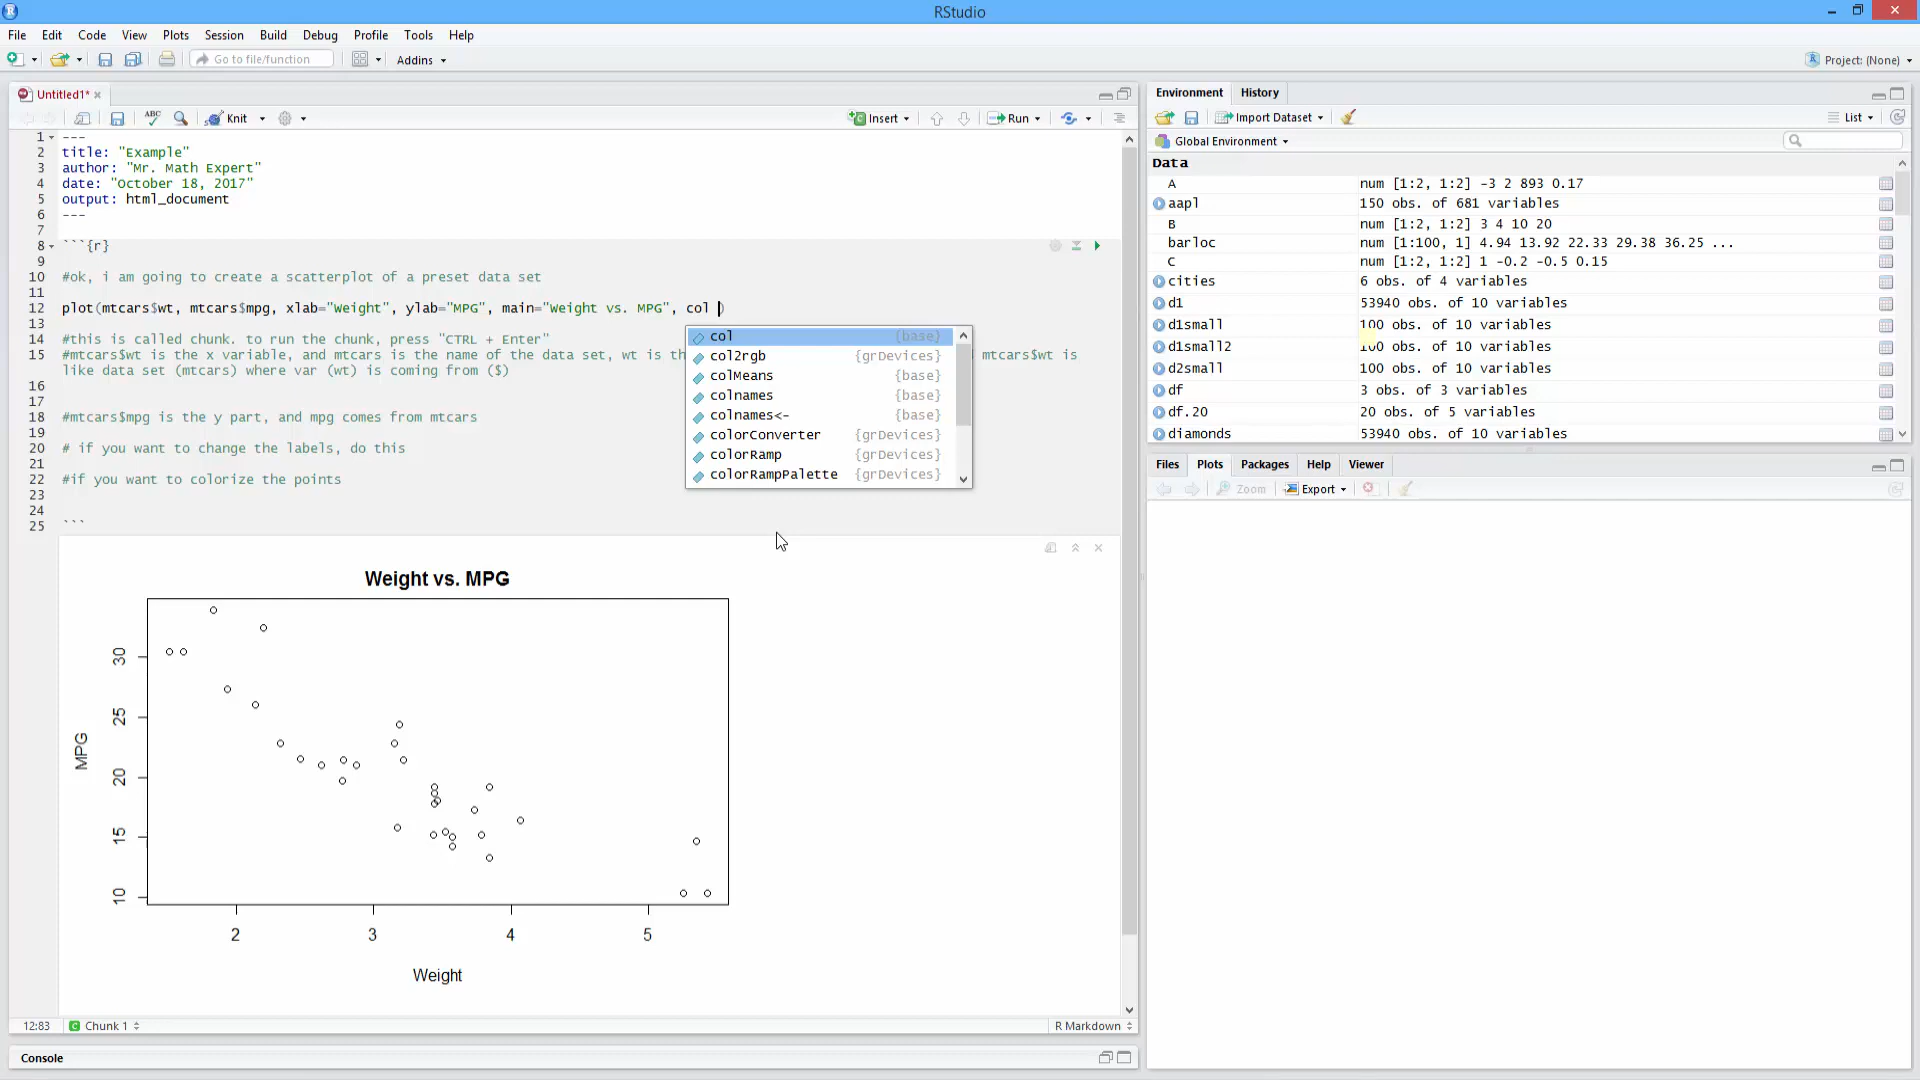 RStudio
File Edit Code View Plots Session Build Debug Profile Tools Help
Go to file/function Addins Project: (None)
Untitled1*
ABC Knit Insert Run
1 ---
2 title: "Example"
3 author: "Mr. Math Expert"
4 date: "October 18, 2017"
5 output: html_document
6 ---
7
8 ```{r}
9
10 #ok, i am going to create a scatterplot of a preset data set
11
12 plot(mtcars$wt, mtcars$mpg, xlab="Weight", ylab="MPG", main="Weight vs. MPG", col )
13
14 #this is called chunk. to run the chunk, press "CTRL + Enter"
15 #mtcars$wt is the x variable, and mtcars is the name of the data set, wt is th mtcars$wt is
like data set (mtcars) where var (wt) is coming from ($)
16
17
18 #mtcars$mpg is the y part, and mpg comes from mtcars
19
20 # if you want to change the labels, do this
21
22 #if you want to colorize the points
23
24
25 ```
col {base}
col2rgb {grDevices}
colMeans {base}
colnames {base}
colnames<- {base}
colorConverter {grDevices}
colorRamp {grDevices}
colorRampPalette {grDevices}
Weight vs. MPG
MPG
30
25
20
15
10
2 3 4 5
Weight
12:83 Chunk 1 R Markdown
Console
Environment History
Import Dataset List
Global Environment
Data
A num [1:2, 1:2] -3 2 893 0.17
aapl 150 obs. of 681 variables
B num [1:2, 1:2] 3 4 10 20
barloc num [1:100, 1] 4.94 13.92 22.33 29.38 36.25 ...
C num [1:2, 1:2] 1 -0.2 -0.5 0.15
cities 6 obs. of 4 variables
d1 53940 obs. of 10 variables
d1small 100 obs. of 10 variables
d1small2 100 obs. of 10 variables
d2small 100 obs. of 10 variables
df 3 obs. of 3 variables
df.20 20 obs. of 5 variables
diamonds 53940 obs. of 10 variables
Files Plots Packages Help Viewer
Zoom Export